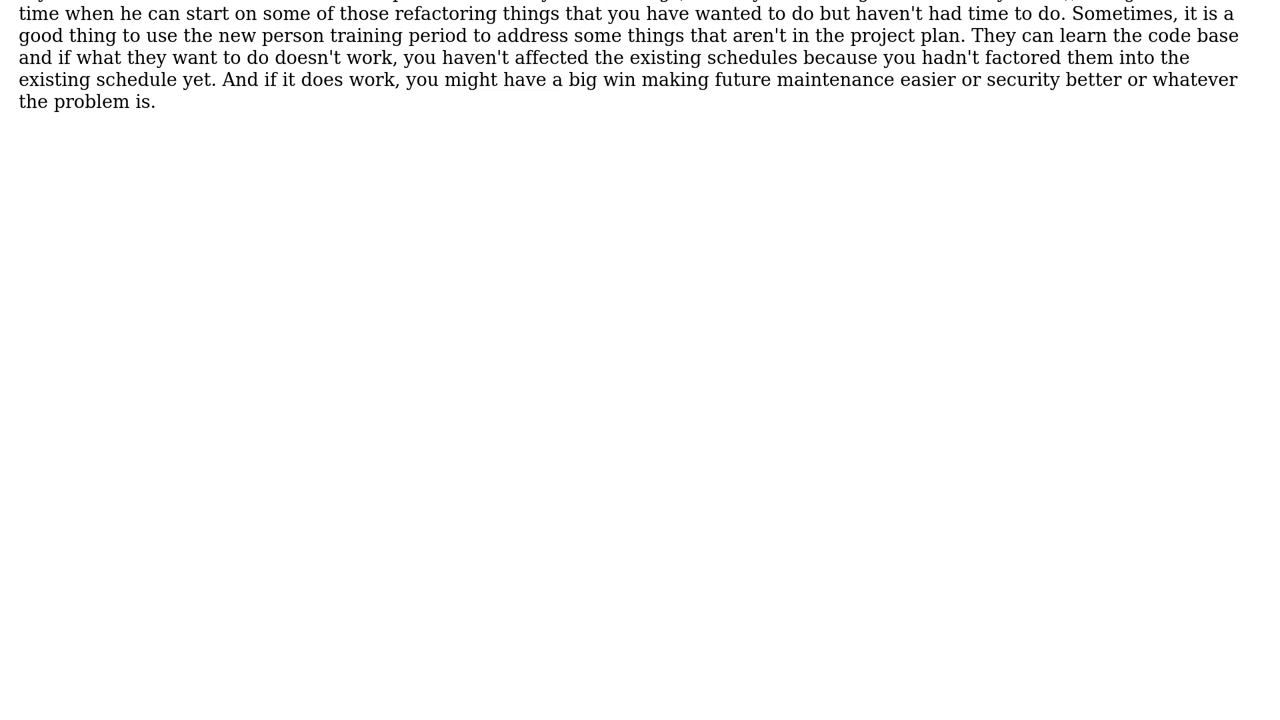 time when he can start on some of those refactoring things that you have wanted to do but haven't had time to do. Sometimes, it is a
good thing to use the new person training period to address some things that aren't in the project plan. They can learn the code base
and if what they want to do doesn't work, you haven't affected the existing schedules because you hadn't factored them into the
existing schedule yet. And if it does work, you might have a big win making future maintenance easier or security better or whatever
the problem is.